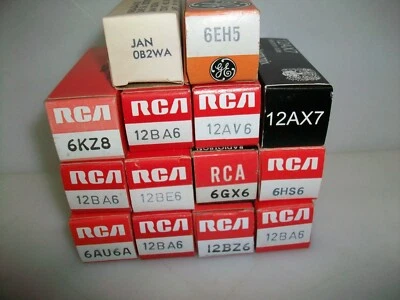 JAN
0B2WA
6EH5
GE
RCA
6KZ8
RCA
12BA6
RCA
12AV6
12AX7
RCA
12BA6
RCA
12BE6
RCA
6GX6
RCA
6HS6
RCA
6AU6A
RCA
12BA6
RCA
12BZ6
RCA
12BA6